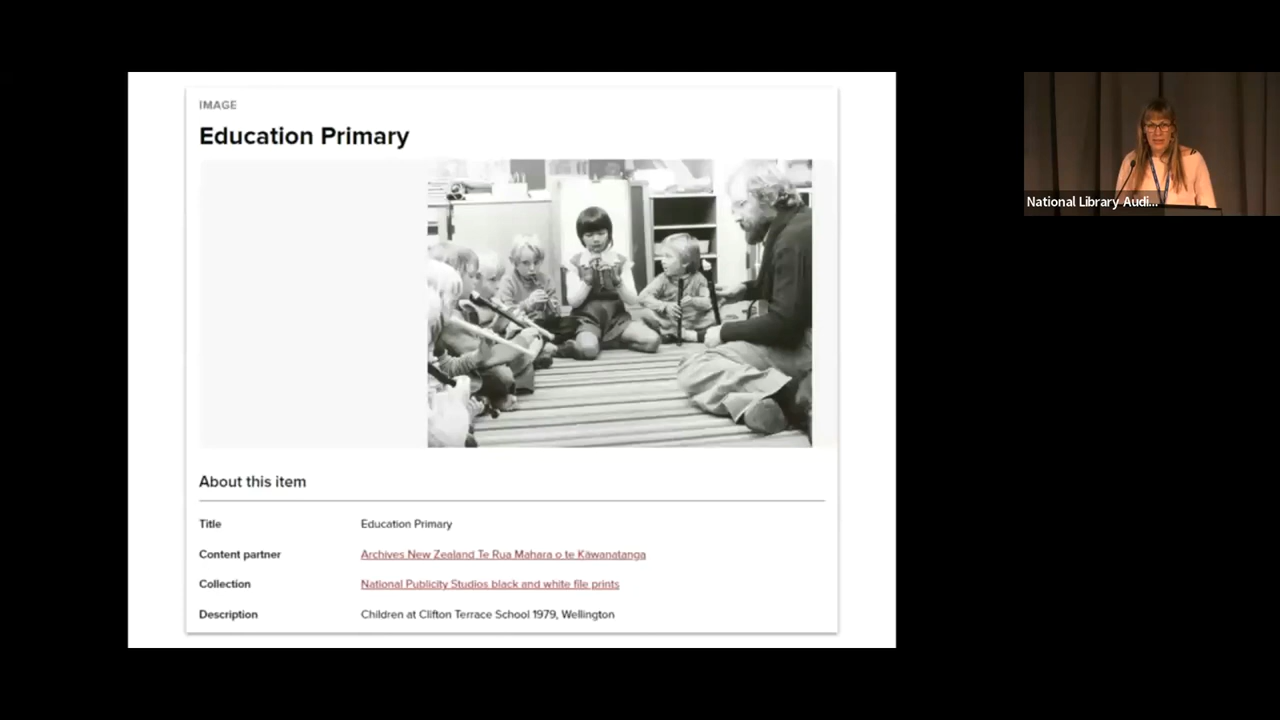 IMAGE
Education Primary
About this item
Title Education Primary
Content partner Archives New Zealand Te Rua Mahara o te Kāwanatanga
Collection National Publicity Studios black and white file prints
Description Children at Clifton Terrace School 1979, Wellington
National Library Audi...